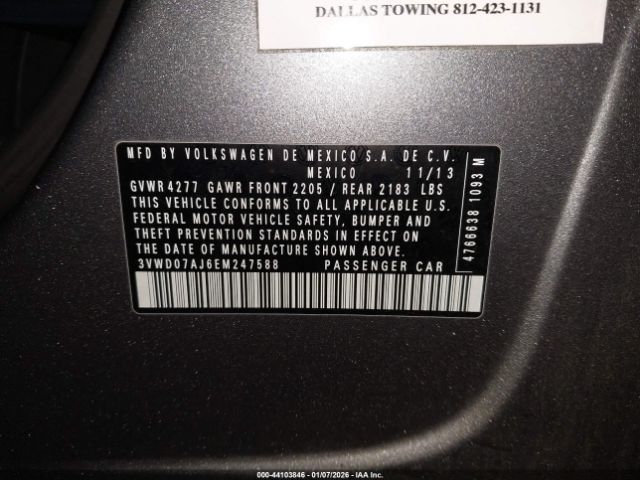 DALLAS TOWING 812-423-1131
MFD BY VOLKSWAGEN DE MEXICO S.A. DE C.V.
MEXICO 11/13
GVWR 4277 GAWR FRONT 2205 / REAR 2183 LBS
THIS VEHICLE CONFORMS TO ALL APPLICABLE U.S.
FEDERAL MOTOR VEHICLE SAFETY, BUMPER AND
THEFT PREVENTION STANDARDS IN EFFECT ON
THE DATE OF MANUFACTURE SHOWN ABOVE.
3VWD07AJ6EM247588 PASSENGER CAR
4766638 1093 M
© 2000 - 44103846 - 01/07/2026 - IAA Inc.